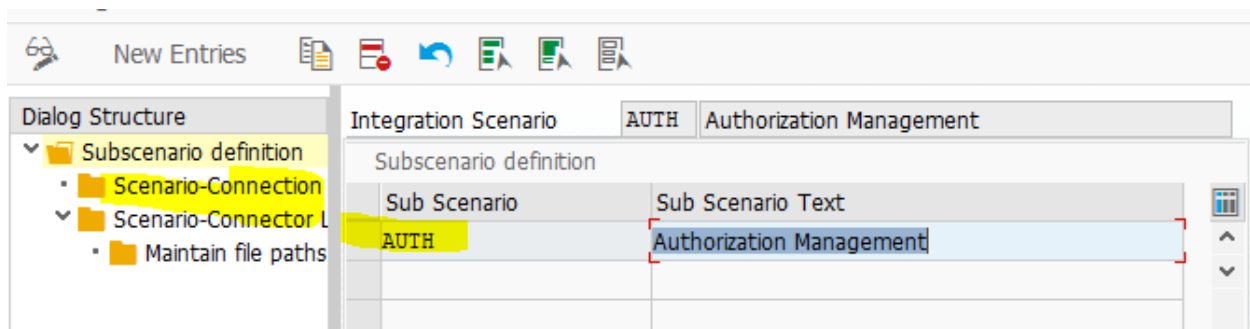 New Entries
Dialog Structure
Subscenario definition
Scenario-Connection
Scenario-Connector L
Maintain file paths
Integration Scenario AUTH Authorization Management
Subscenario definition
Sub Scenario Sub Scenario Text
AUTH Authorization Management